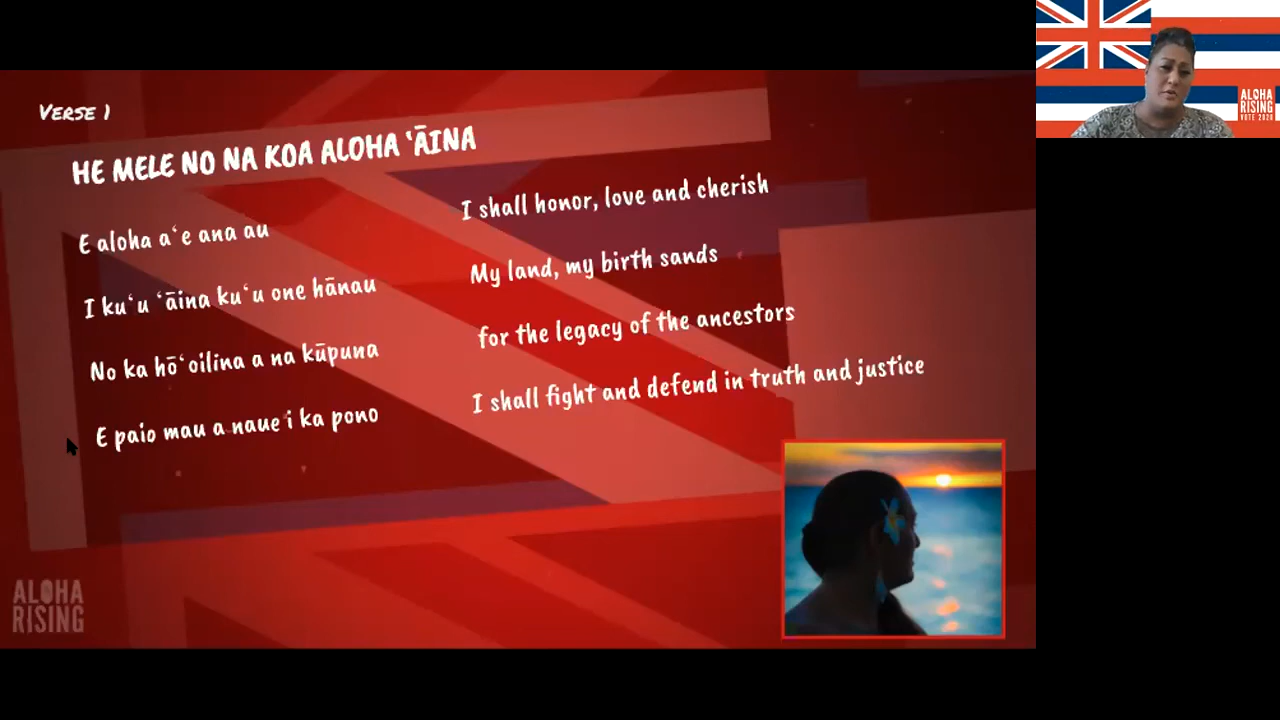 VERSE 1
HE MELE NO NA KOA ALOHA ʻĀINA
E aloha aʻe ana au
I kuʻu ʻāina kuʻu one hānau
No ka hōʻoilina a na kūpuna
E paio mau a naue i ka pono
I shall honor, love and cherish
My land, my birth sands
for the legacy of the ancestors
I shall fight and defend in truth and justice
ALOHA
RISING
ALOHA
RISING
VOTE 2020